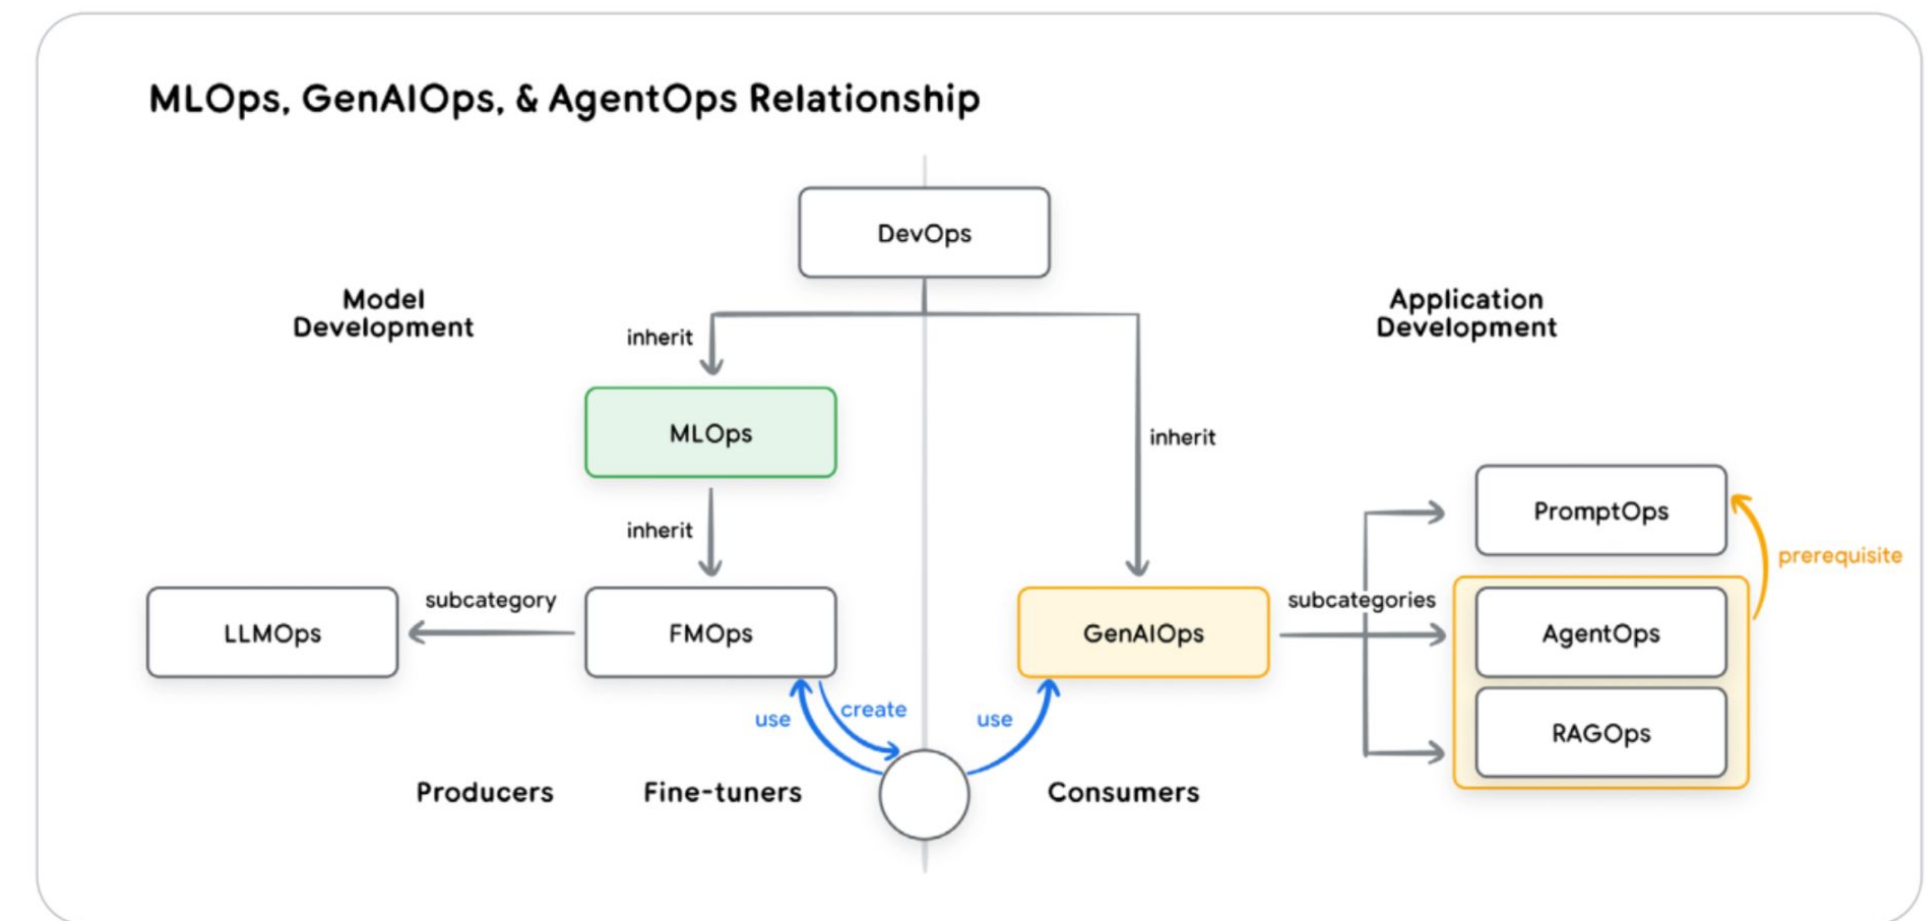 MLOps, GenAIOps, & AgentOps Relationship
DevOps
Model
Development
Application
Development
inherit
MLOps
inherit
inherit
PromptOps
prerequisite
LLMOps
subcategory
FMOps
GenAIOps
subcategories
AgentOps
RAGOps
use
create
use
Producers
Fine-tuners
Consumers